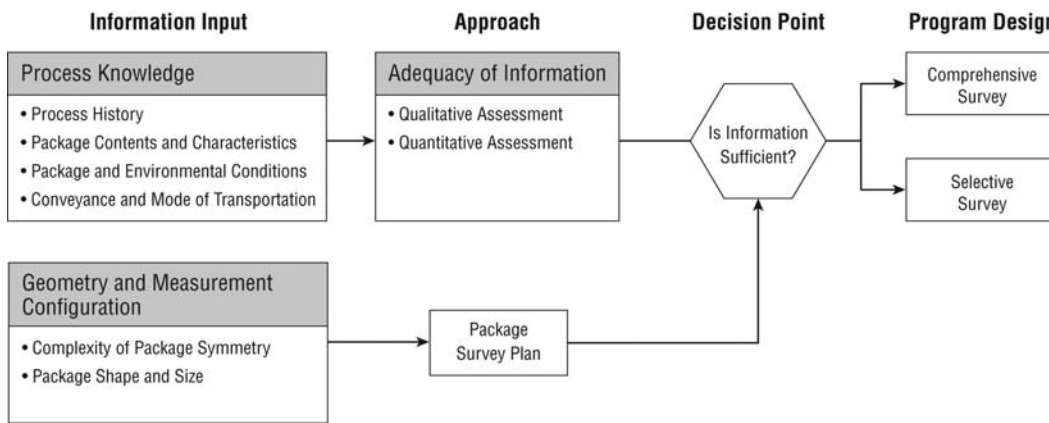 Information Input
Approach
Decision Point
Program Design
Process Knowledge
• Process History
• Package Contents and Characteristics
• Package and Environmental Conditions
• Conveyance and Mode of Transportation
Adequacy of Information
• Qualitative Assessment
• Quantitative Assessment
Is Information
Sufficient?
Comprehensive
Survey
Selective
Survey
Geometry and Measurement
Configuration
• Complexity of Package Symmetry
• Package Shape and Size
Package
Survey Plan